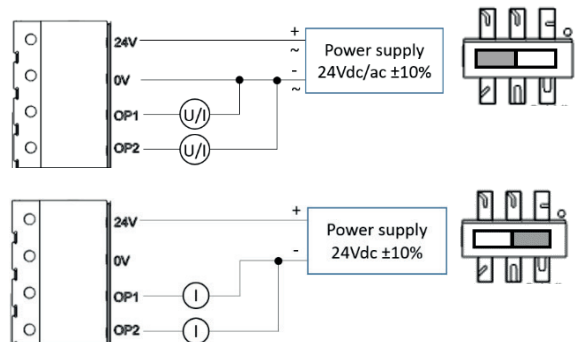 24V
+
~
Power supply
24Vdc/ac ±10%
0V
-
~
OP1
U/I
OP2
U/I
24V
+
Power supply
24Vdc ±10%
0V
-
OP1
I
OP2
I